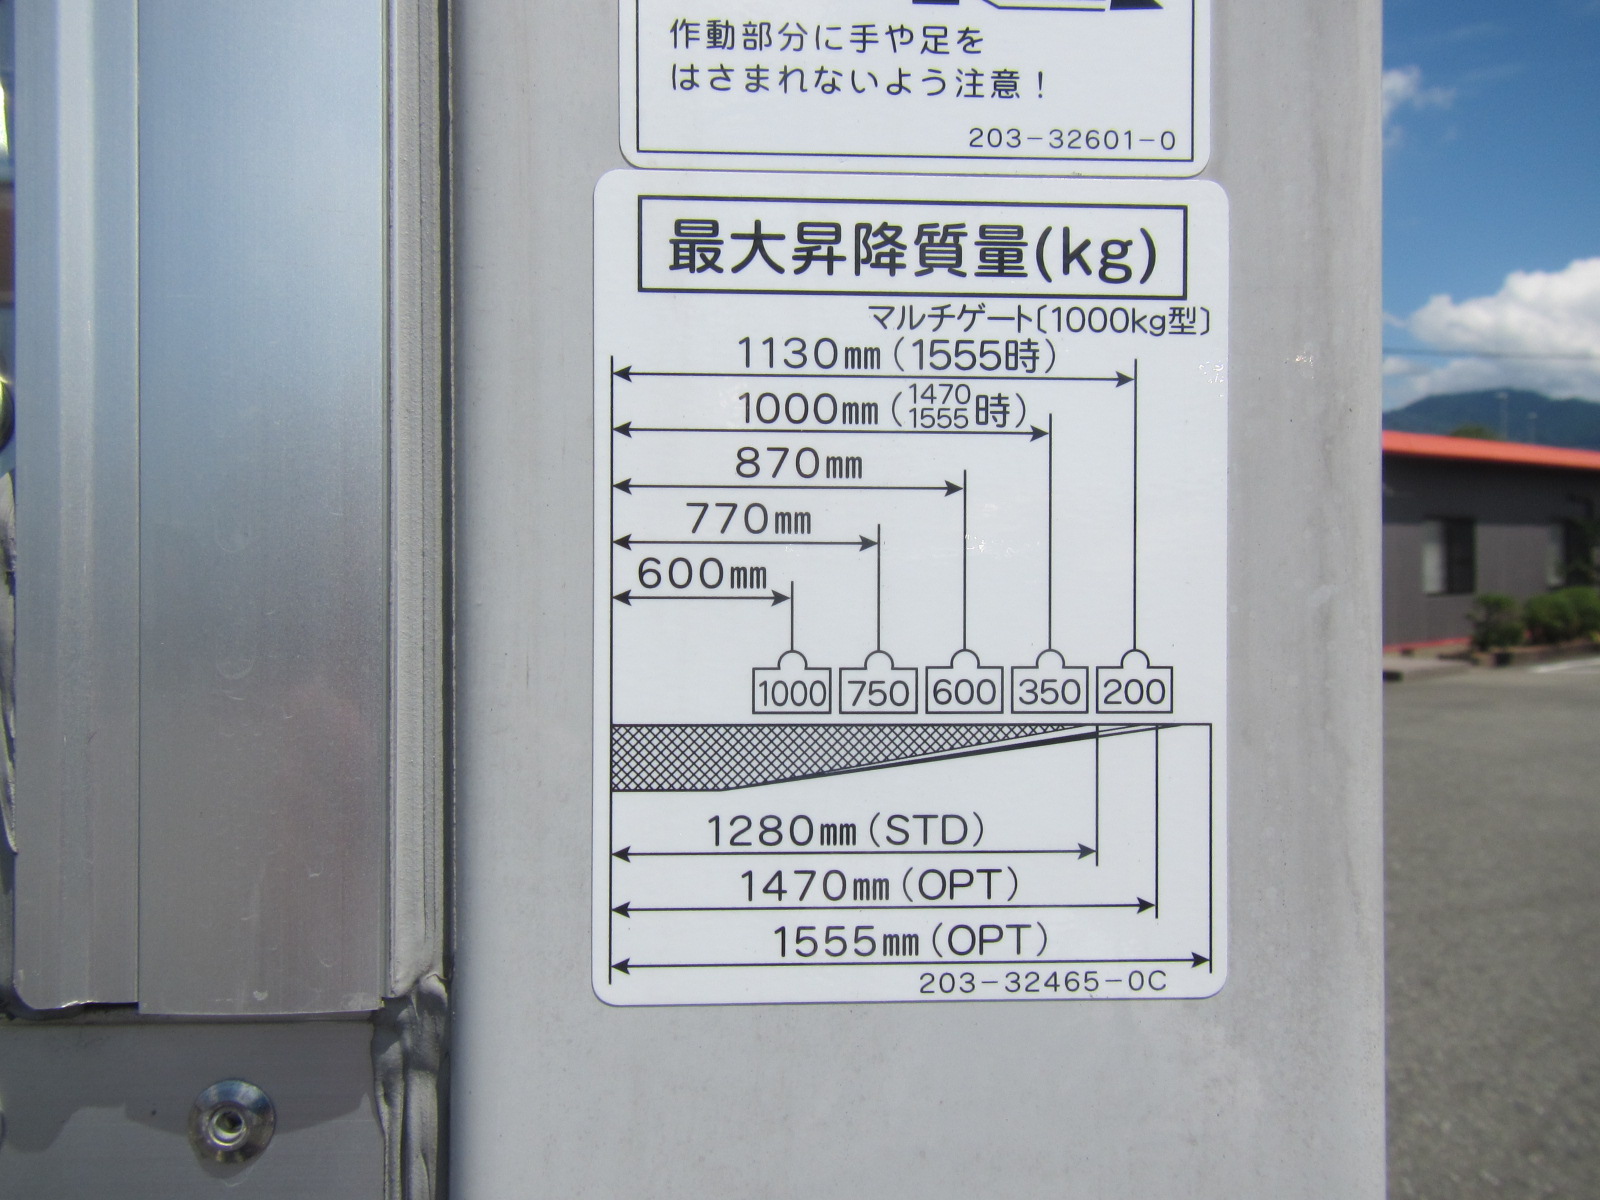 作動部分に手や足を
はさまれないよう注意!
203-32601-0
最大昇降質量(kg)
マルチゲート〔1000kg型〕
1130mm(1555時)
1000mm(1470 1555時)
870mm
770mm
600mm
1000 750 600 350 200
1280mm(STD)
1470mm(OPT)
1555mm(OPT)
203-32465-0C